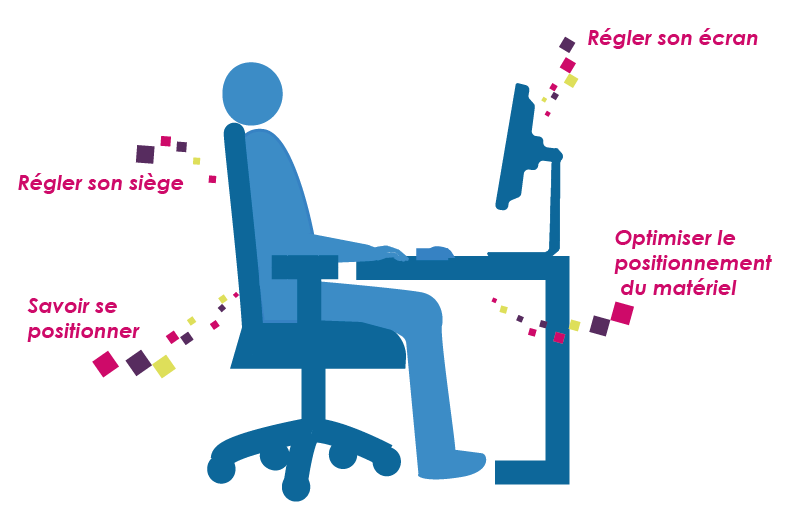 Régler son écran
Régler son siège
Optimiser le
positionnement
du matériel
Savoir se
positionner